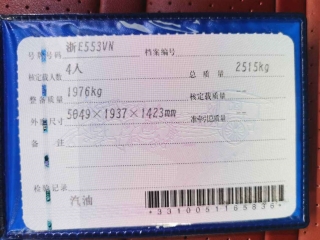 号牌号码 浙E553VN 档案编号
核定载人数 4人 总质量 2515kg
整备质量 1976kg 核定载质量
外廓尺寸 5049×1937×1423mm 准牵引总质量
备注
检验记录
汽油
*3310051165836*